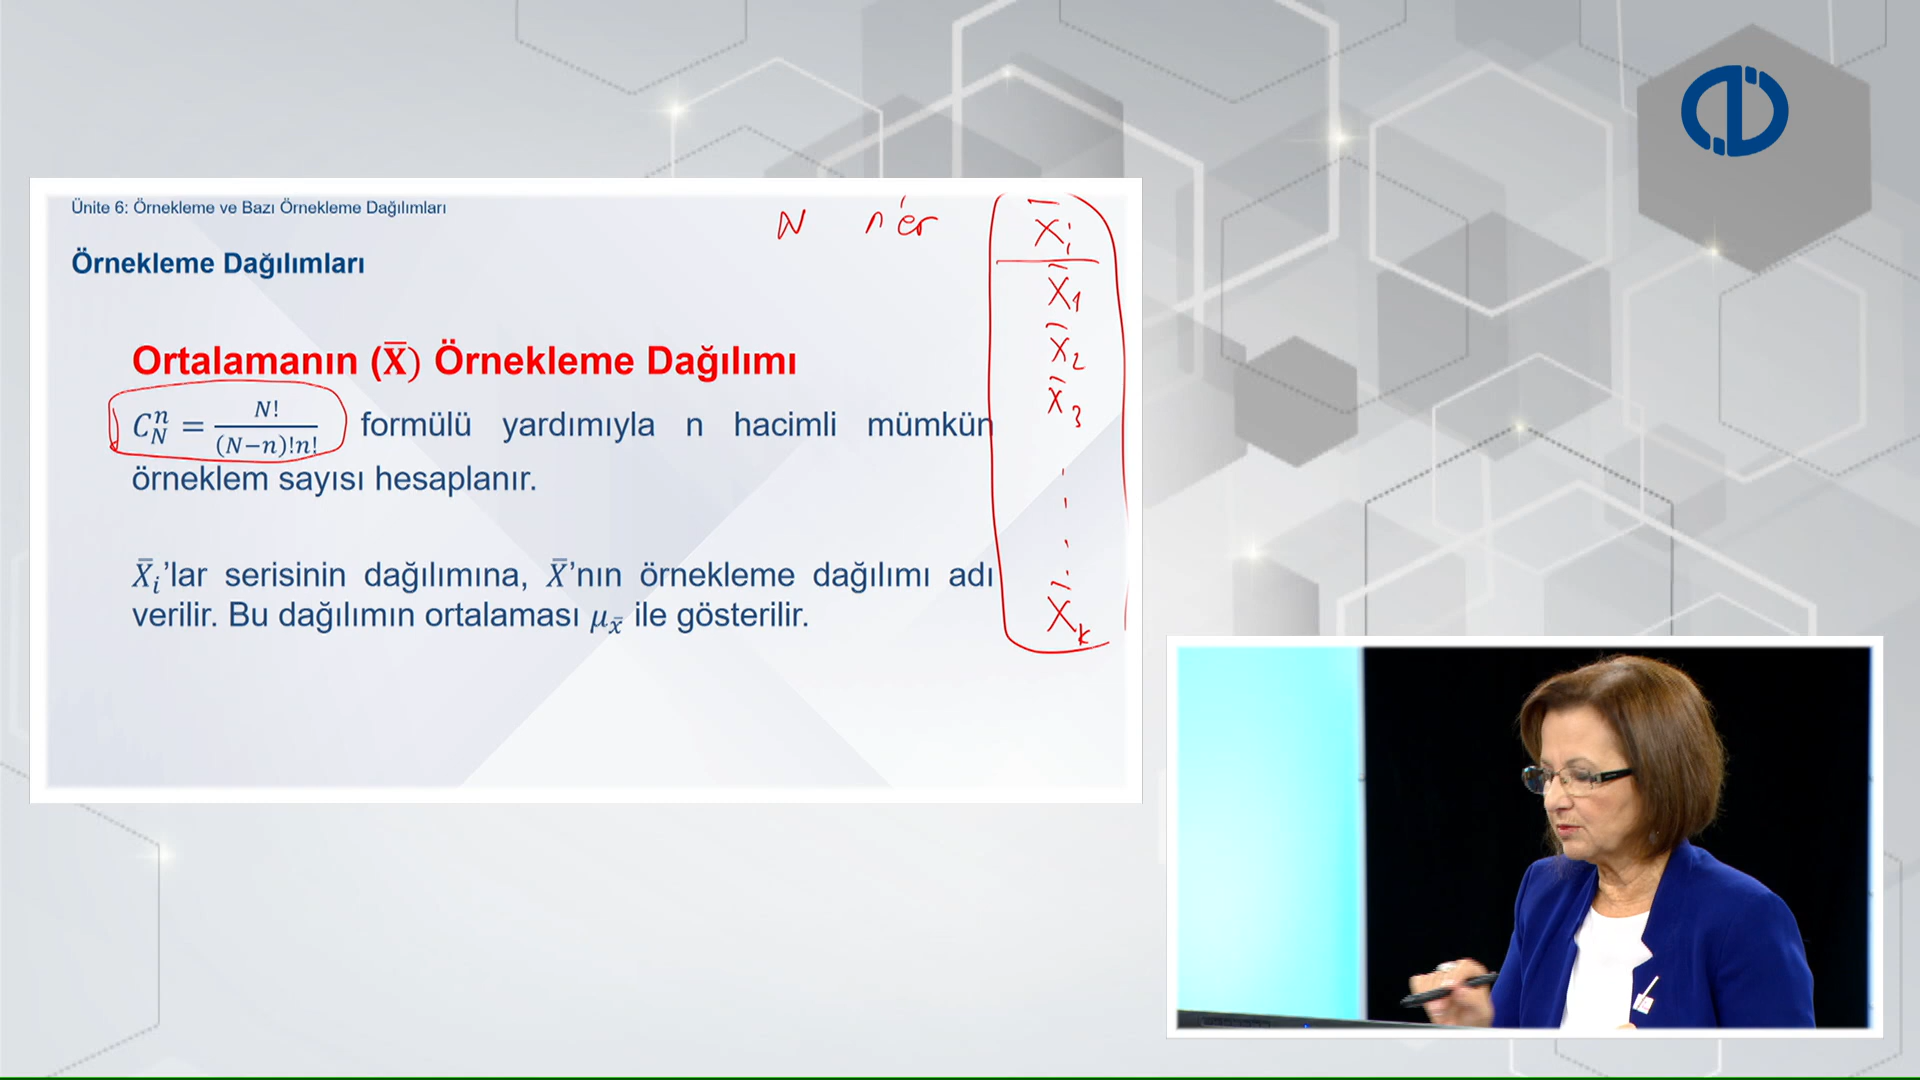 Ünite 6: Örnekleme ve Bazı Örnekleme Dağılımları
N n'er
Örnekleme Dağılımları
Ortalamanın (X̅) Örnekleme Dağılımı
C_N^n = N! / (N−n)!n! formülü yardımıyla n hacimli mümkün
örneklem sayısı hesaplanır.
X̅ᵢ'lar serisinin dağılımına, X̅'nın örnekleme dağılımı adı
verilir. Bu dağılımın ortalaması μ_x̅ ile gösterilir.
X̅ᵢ
X̅₁
X̅₂
X̅₃
.
.
.
.
X̅ₖ